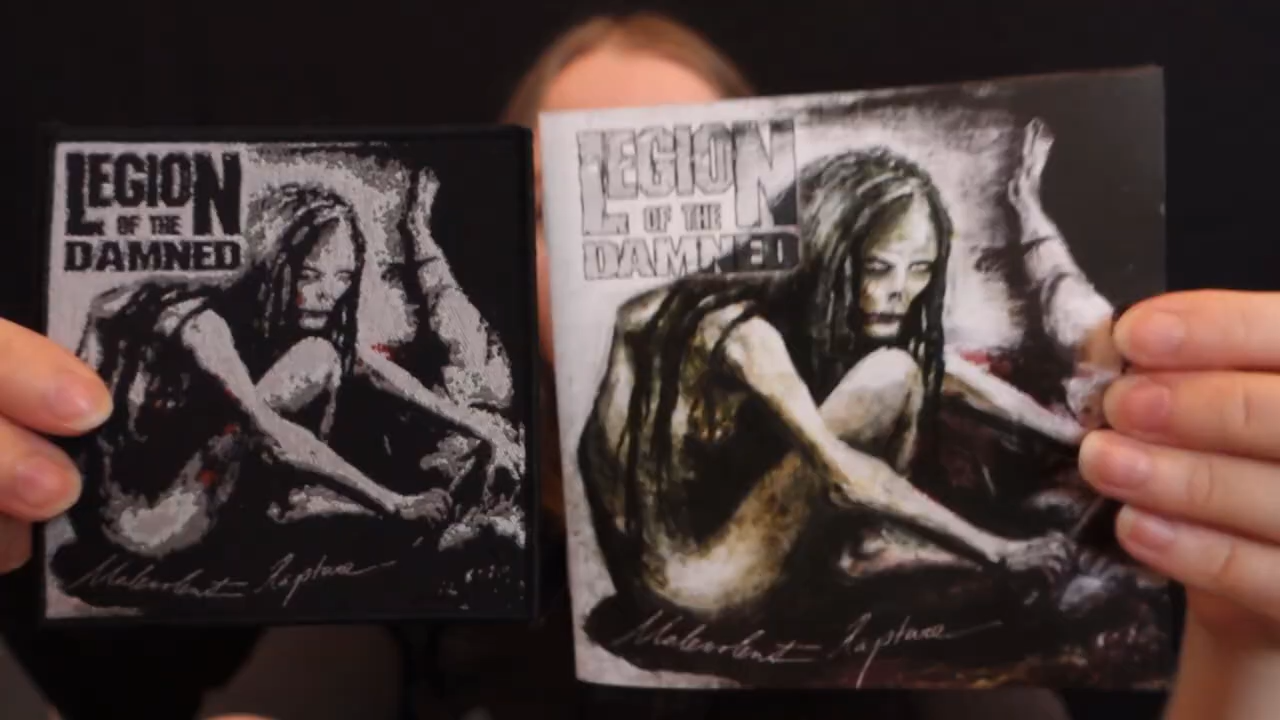 LEGION
OF THE
DAMNED
Malevolent Rapture
LEGION
OF THE
DAMNED
Malevolent Rapture